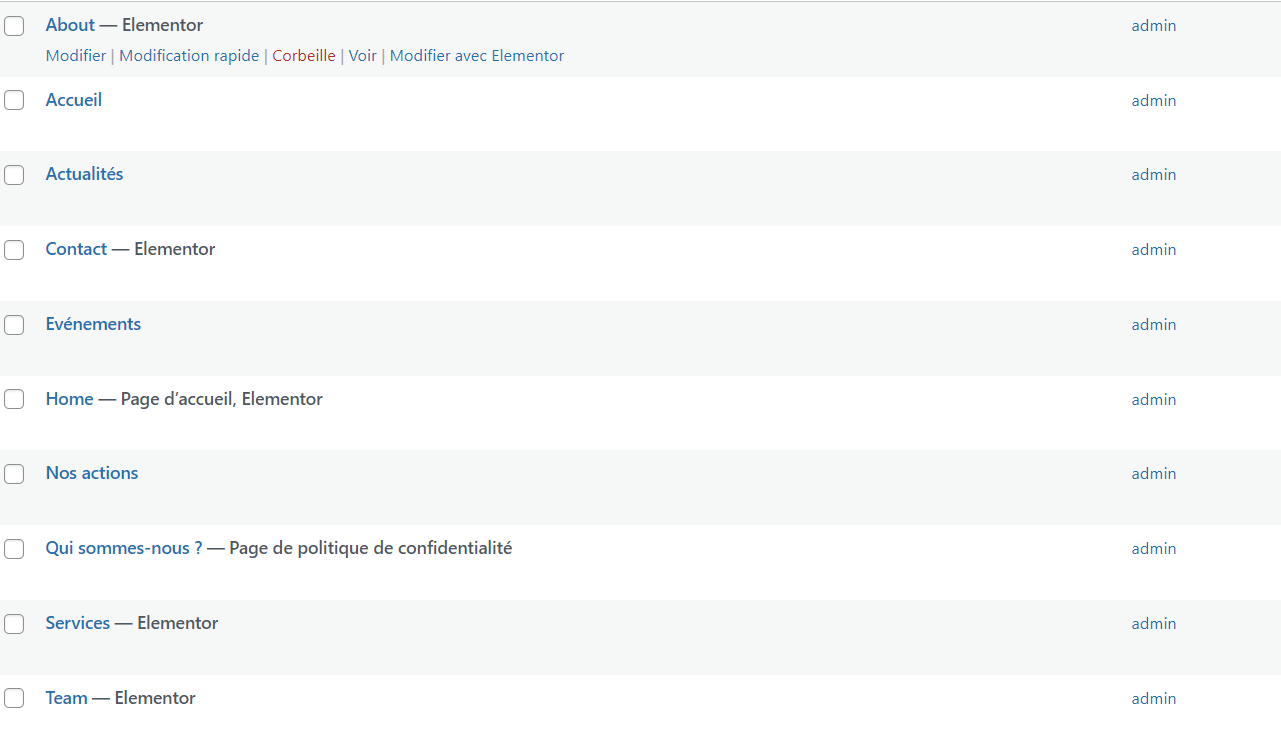 About — Elementor admin
Modifier | Modification rapide | Corbeille | Voir | Modifier avec Elementor
Accueil admin
Actualités admin
Contact — Elementor admin
Evénements admin
Home — Page d’accueil, Elementor admin
Nos actions admin
Qui sommes-nous ? — Page de politique de confidentialité admin
Services — Elementor admin
Team — Elementor admin